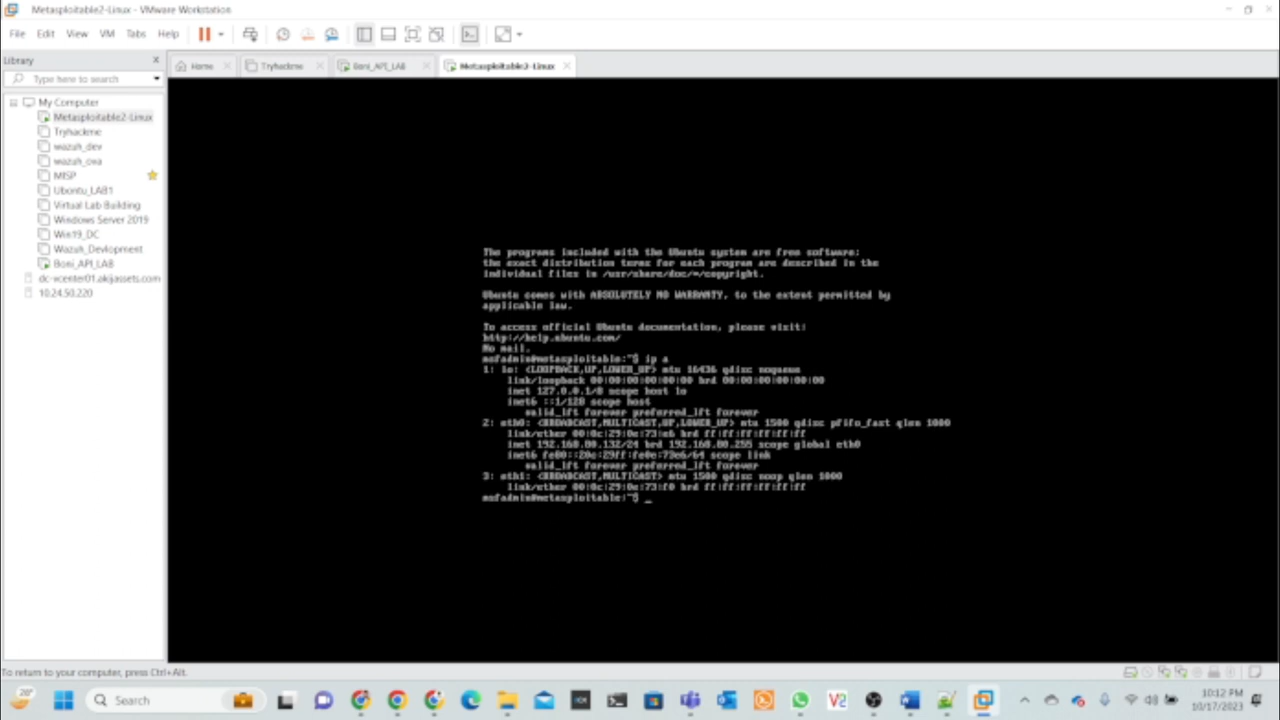 Metasploitable2-Linux - VMware Workstation
File Edit View VM Tabs Help
Library
Type here to search
Home
Tryhackme
Boni_API_LAB
Metasploitable2-Linux
My Computer
Metasploitable2-Linux
Tryhackme
wazuh_dev
wazuh_ova
MISP
Ubuntu_LAB1
Virtual Lab Building
Windows Server 2019
Win19_DC
Wazuh_Devlopment
Boni_API_LAB
dc-vcenter01.akijassets.com
10.24.50.220
The programs included with the Ubuntu system are free software;
the exact distribution terms for each program are described in the
individual files in /usr/share/doc/*/copyright.
Ubuntu comes with ABSOLUTELY NO WARRANTY, to the extent permitted by
applicable law.
To access official Ubuntu documentation, please visit:
http://help.ubuntu.com/
No mail.
msfadmin@metasploitable:~$ ip a
1: lo: <LOOPBACK,UP,LOWER_UP> mtu 16436 qdisc noqueue
link/loopback 00:00:00:00:00:00 brd 00:00:00:00:00:00
inet 127.0.0.1/8 scope host lo
inet6 ::1/128 scope host
valid_lft forever preferred_lft forever
2: eth0: <BROADCAST,MULTICAST,UP,LOWER_UP> mtu 1500 qdisc pfifo_fast qlen 1000
link/ether 00:0c:29:0e:73:e6 brd ff:ff:ff:ff:ff:ff
inet 192.168.80.132/24 brd 192.168.80.255 scope global eth0
inet6 fe80::20c:29ff:fe0e:73e6/64 scope link
valid_lft forever preferred_lft forever
3: eth1: <BROADCAST,MULTICAST> mtu 1500 qdisc noop qlen 1000
link/ether 00:0c:29:0e:73:f0 brd ff:ff:ff:ff:ff:ff
msfadmin@metasploitable:~$ _
To return to your computer, press Ctrl+Alt.
28°
Search
V2
10:12 PM
10/17/2023